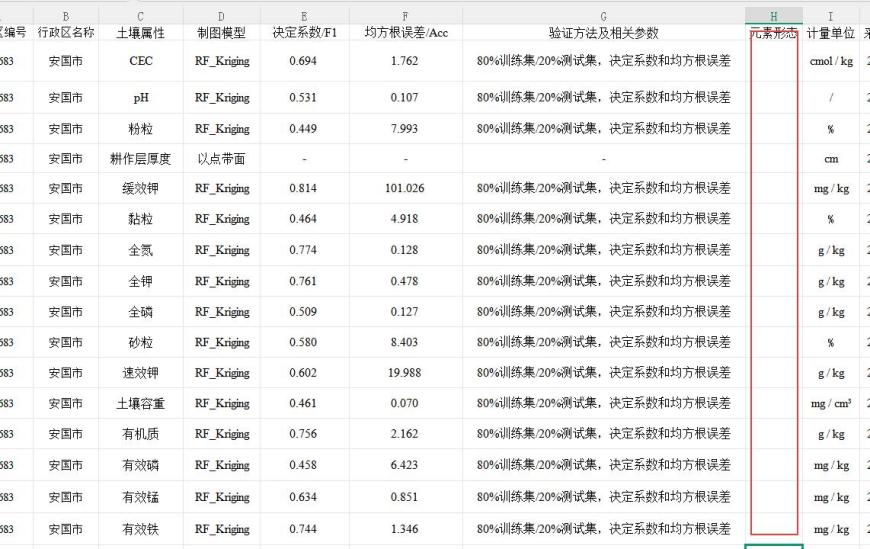 B C D E F G H I
区编号 行政区名称 土壤属性 制图模型 决定系数/F1 均方根误差/Acc 验证方法及相关参数 元素形态 计量单位
683 安国市 CEC RF_Kriging 0.694 1.762 80%训练集/20%测试集，决定系数和均方根误差 cmol / kg
683 安国市 pH RF_Kriging 0.531 0.107 80%训练集/20%测试集，决定系数和均方根误差 /
683 安国市 粉粒 RF_Kriging 0.449 7.993 80%训练集/20%测试集，决定系数和均方根误差 %
683 安国市 耕作层厚度 以点带面 - - - cm
683 安国市 缓效钾 RF_Kriging 0.814 101.026 80%训练集/20%测试集，决定系数和均方根误差 mg / kg
683 安国市 黏粒 RF_Kriging 0.464 4.918 80%训练集/20%测试集，决定系数和均方根误差 %
683 安国市 全氮 RF_Kriging 0.774 0.128 80%训练集/20%测试集，决定系数和均方根误差 g / kg
683 安国市 全钾 RF_Kriging 0.761 0.478 80%训练集/20%测试集，决定系数和均方根误差 g / kg
683 安国市 全磷 RF_Kriging 0.509 0.127 80%训练集/20%测试集，决定系数和均方根误差 g / kg
683 安国市 砂粒 RF_Kriging 0.580 8.403 80%训练集/20%测试集，决定系数和均方根误差 %
683 安国市 速效钾 RF_Kriging 0.602 19.988 80%训练集/20%测试集，决定系数和均方根误差 g / kg
683 安国市 土壤容重 RF_Kriging 0.461 0.070 80%训练集/20%测试集，决定系数和均方根误差 mg / cm³
683 安国市 有机质 RF_Kriging 0.756 2.162 80%训练集/20%测试集，决定系数和均方根误差 g / kg
683 安国市 有效磷 RF_Kriging 0.458 6.423 80%训练集/20%测试集，决定系数和均方根误差 mg / kg
683 安国市 有效锰 RF_Kriging 0.634 0.851 80%训练集/20%测试集，决定系数和均方根误差 mg / kg
683 安国市 有效铁 RF_Kriging 0.744 1.346 80%训练集/20%测试集，决定系数和均方根误差 mg / kg